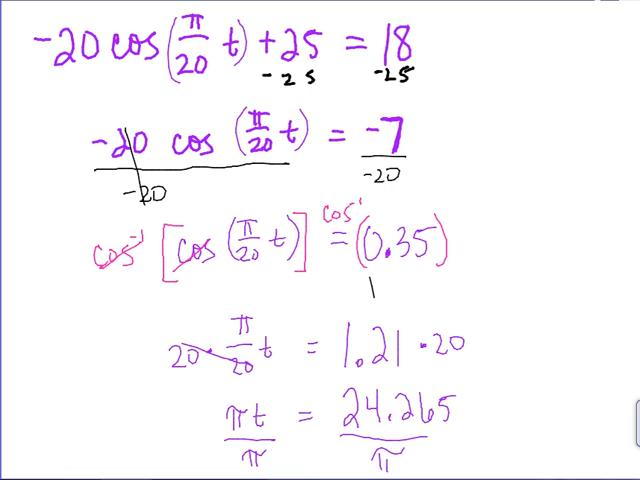 -20 cos(π/20 t) + 25 = 18
-25 -25
-20 cos(π/20 t) = -7
-20 -20
cos⁻¹[cos(π/20 t)] = cos⁻¹(0.35)
20 · π/20 t = 1.21 · 20
πt/π = 24.265/π